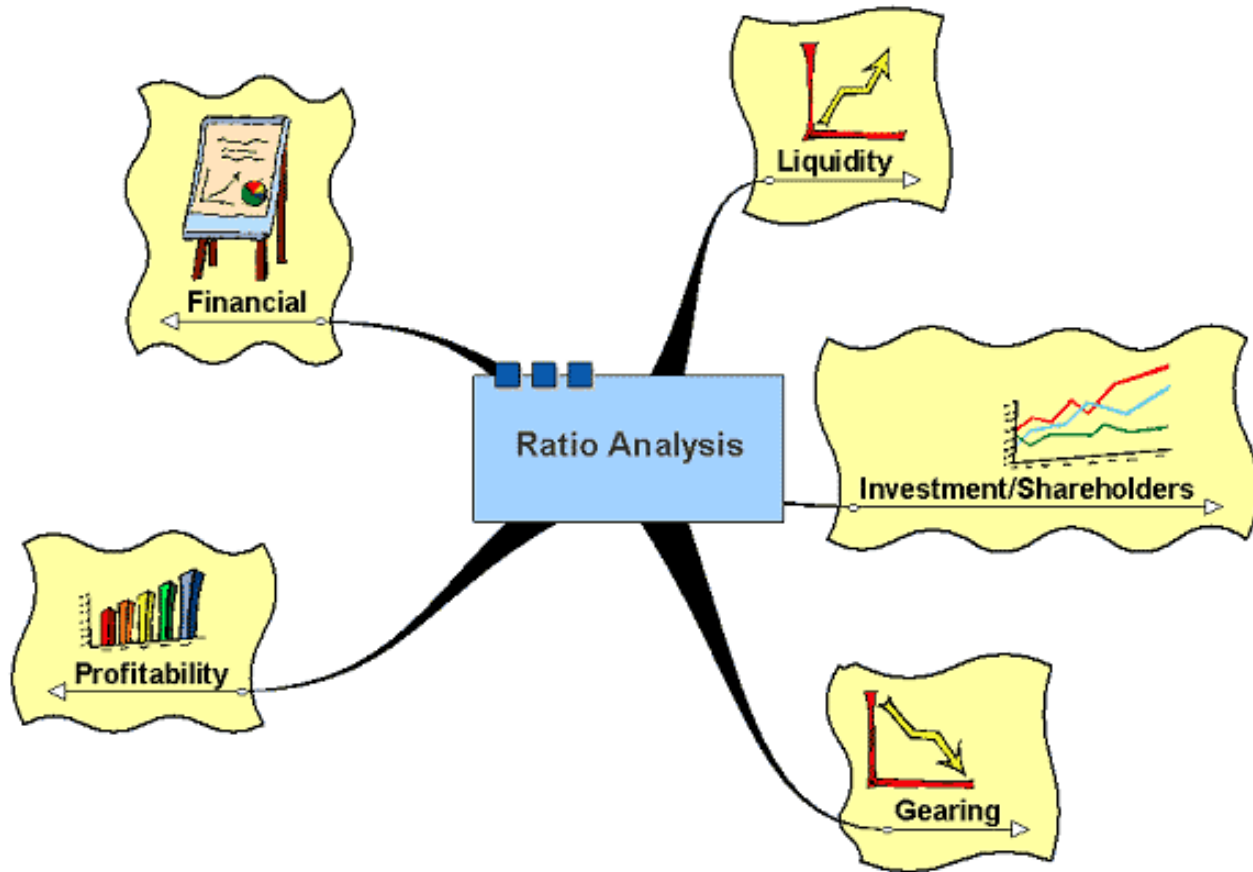 Liquidity
Financial
Ratio Analysis
Investment/Shareholders
Profitability
Gearing